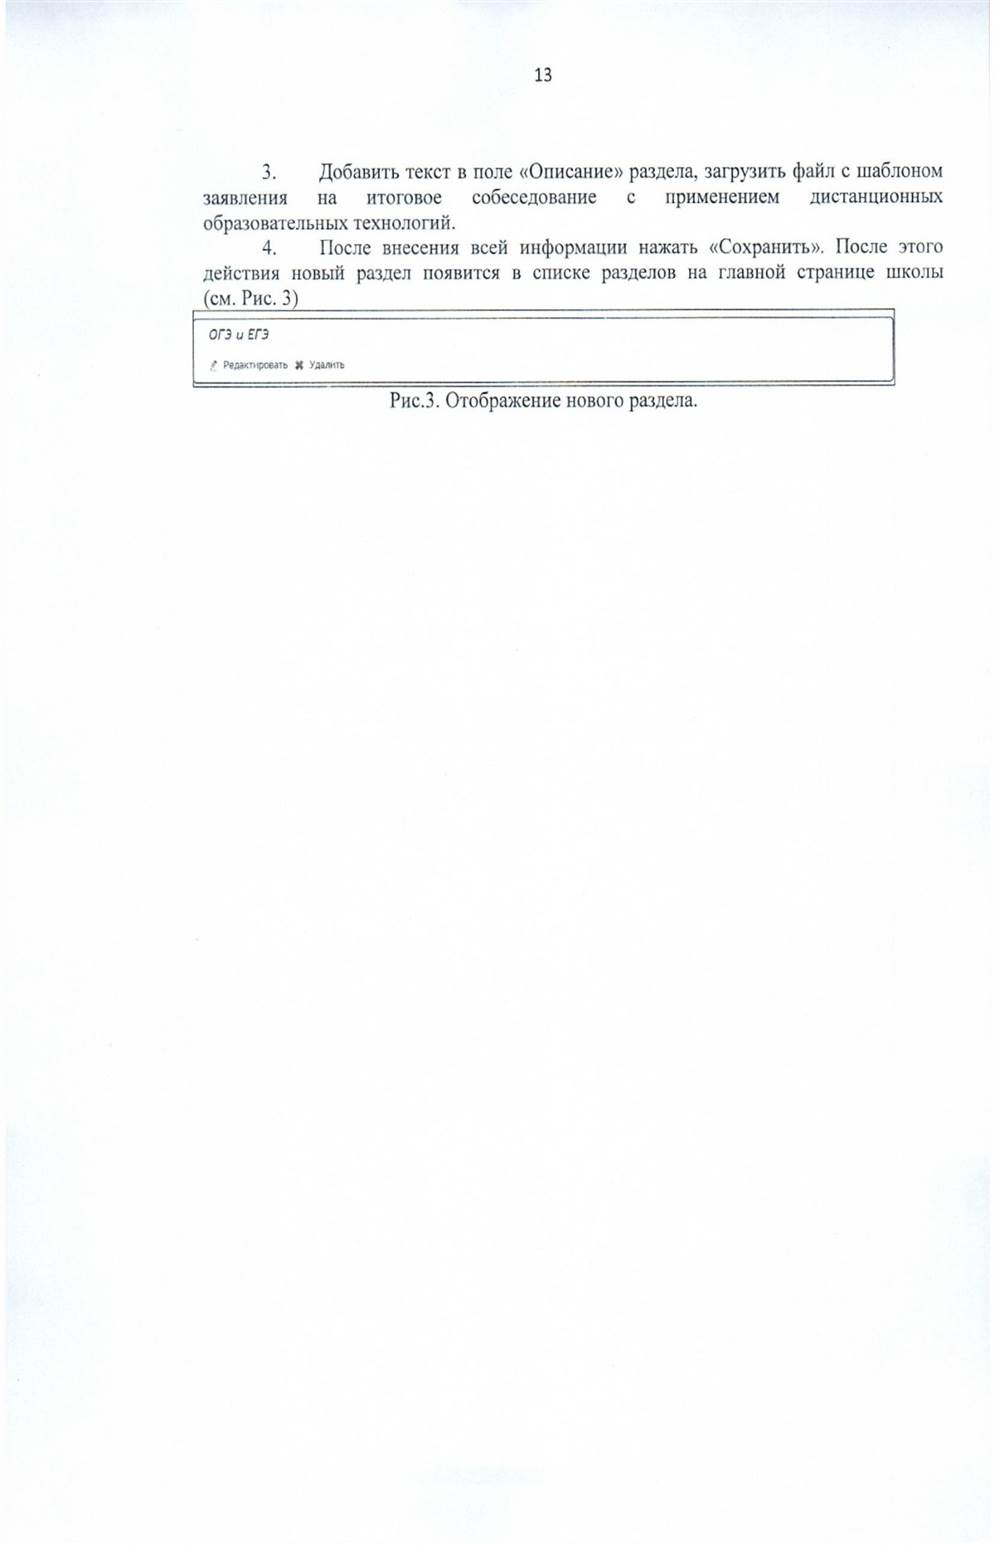 13
3. Добавить текст в поле «Описание» раздела, загрузить файл с шаблоном
заявления на итоговое собеседование с применением дистанционных
образовательных технологий.
4. После внесения всей информации нажать «Сохранить». После этого
действия новый раздел появится в списке разделов на главной странице школы
(см. Рис. 3)
ОГЭ и ЕГЭ
Редактировать ✖ Удалить
Рис.3. Отображение нового раздела.